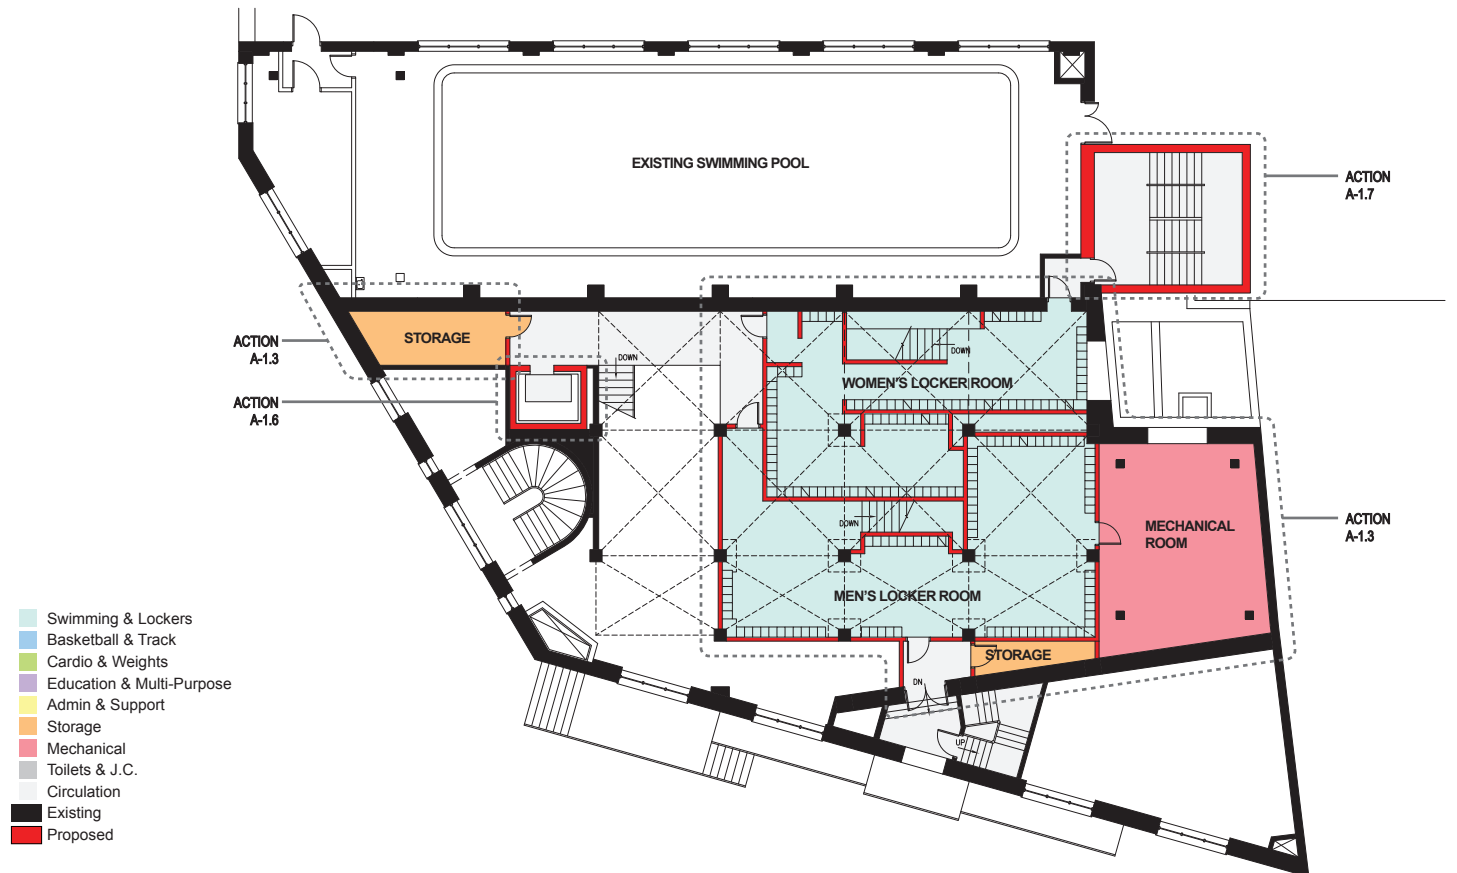 EXISTING SWIMMING POOL
ACTION
A-1.7
STORAGE
ACTION
A-1.3
DOWN
DOWN
WOMEN'S LOCKER ROOM
ACTION
A-1.6
DOWN
MECHANICAL
ROOM
ACTION
A-1.3
MEN'S LOCKER ROOM
STORAGE
DN
UP
Swimming & Lockers
Basketball & Track
Cardio & Weights
Education & Multi-Purpose
Admin & Support
Storage
Mechanical
Toilets & J.C.
Circulation
Existing
Proposed